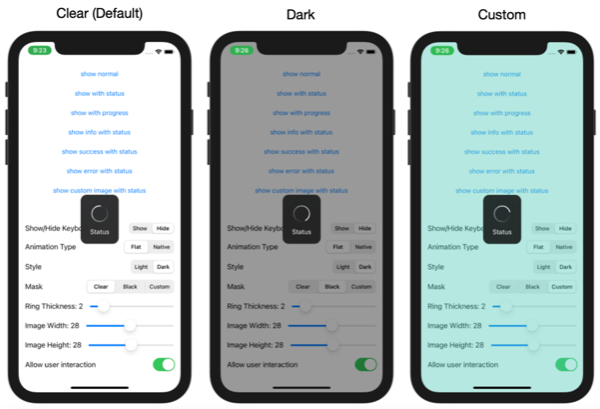 Clear (Default)
9:23
show normal
show with status
show with progress
show info with status
show success with status
show error with status
show custom image with status
Status
Show/Hide Keybo
Show Hide
Animation Type
Flat Native
Style
Light Dark
Mask
Clear Black Custom
Ring Thickness: 2
Image Width: 28
Image Height: 28
Allow user interaction
Dark
9:26
show normal
show with status
show with progress
show info with status
show success with status
show error with status
show custom image with status
Status
Show/Hide Keybo
Show Hide
Animation Type
Flat Native
Style
Light Dark
Mask
Clear Black Custom
Ring Thickness: 2
Image Width: 28
Image Height: 28
Allow user interaction
Custom
9:26
show normal
show with status
show with progress
show info with status
show success with status
show error with status
show custom image with status
Status
Show/Hide Keybo
Show Hide
Animation Type
Flat Native
Style
Light Dark
Mask
Clear Black Custom
Ring Thickness: 2
Image Width: 28
Image Height: 28
Allow user interaction